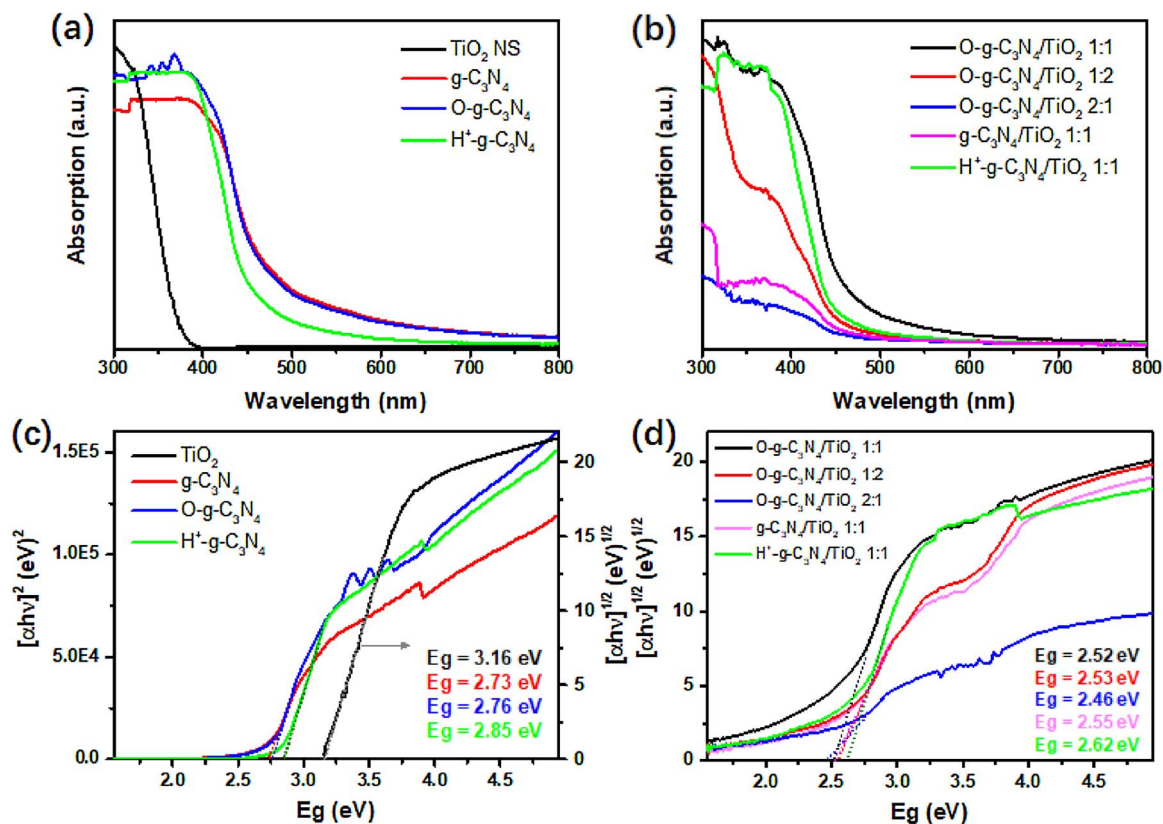 (a)
TiO2 NS
g-C3N4
O-g-C3N4
H+-g-C3N4
Absorption (a.u.)
300 400 500 600 700 800
Wavelength (nm)
(b)
O-g-C3N4/TiO2 1:1
O-g-C3N4/TiO2 1:2
O-g-C3N4/TiO2 2:1
g-C3N4/TiO2 1:1
H+-g-C3N4/TiO2 1:1
Absorption (a.u.)
300 400 500 600 700 800
Wavelength (nm)
(c)
TiO2
g-C3N4
O-g-C3N4
H+-g-C3N4
[αhν]² (eV)²
1.5E5
1.0E5
5.0E4
0.0
Eg = 3.16 eV
Eg = 2.73 eV
Eg = 2.76 eV
Eg = 2.85 eV
20
15
10
5
0
[αhν]1/2 (eV)1/2
2.0 2.5 3.0 3.5 4.0 4.5
Eg (eV)
(d)
O-g-C3N4/TiO2 1:1
O-g-C3N4/TiO2 1:2
O-g-C3N4/TiO2 2:1
g-C3N4/TiO2 1:1
H+-g-C3N4/TiO2 1:1
[αhν]1/2 (eV)1/2
20
15
10
5
0
Eg = 2.52 eV
Eg = 2.53 eV
Eg = 2.46 eV
Eg = 2.55 eV
Eg = 2.62 eV
2.0 2.5 3.0 3.5 4.0 4.5
Eg (eV)